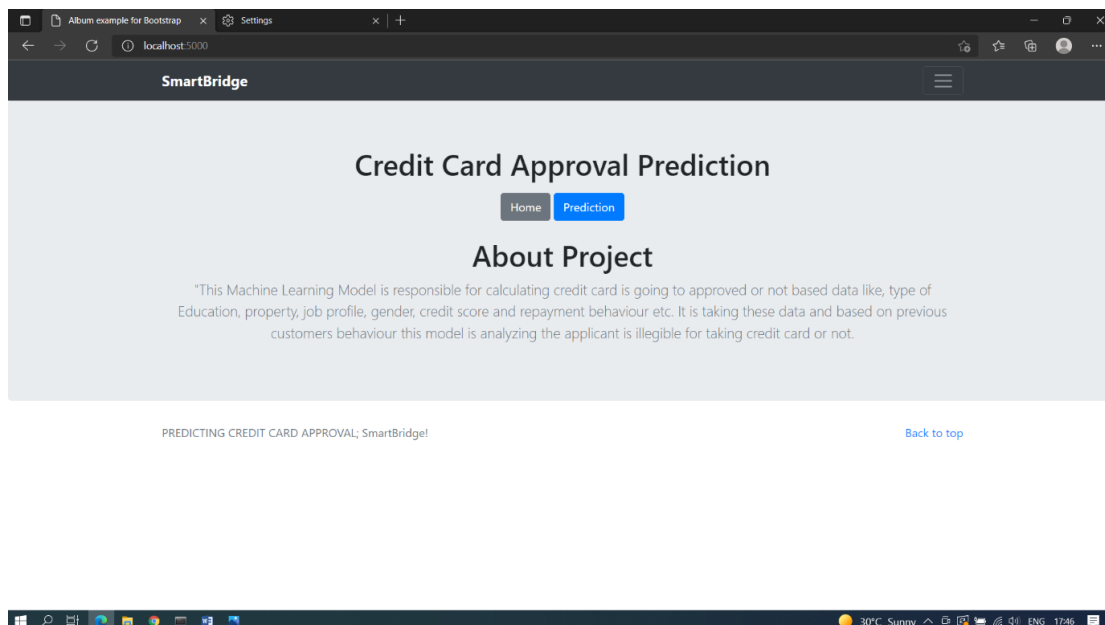 Album example for Bootstrap
Settings
localhost:5000
SmartBridge
Credit Card Approval Prediction
Home Prediction
About Project
"This Machine Learning Model is responsible for calculating credit card is going to approved or not based data like, type of
Education, property, job profile, gender, credit score and repayment behaviour etc. It is taking these data and based on previous
customers behaviour this model is analyzing the applicant is illegible for taking credit card or not.
PREDICTING CREDIT CARD APPROVAL; SmartBridge!
Back to top
30°C Sunny
ENG
17:46